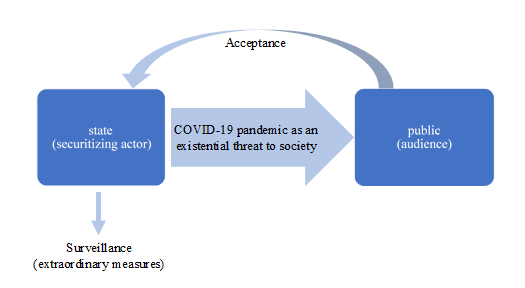 Acceptance
state
(securitizing actor)
COVID-19 pandemic as an
existential threat to society
public
(audience)
Surveillance
(extraordinary measures)